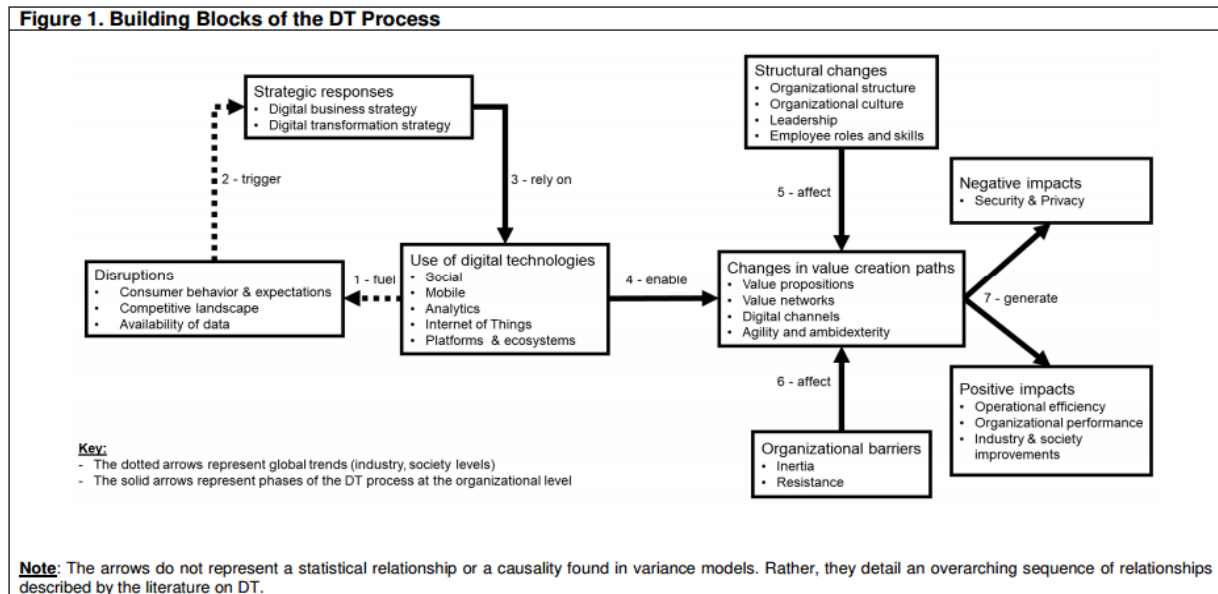 Figure 1. Building Blocks of the DT Process
Strategic responses
• Digital business strategy
• Digital transformation strategy
2 - trigger
3 - rely on
Disruptions
• Consumer behavior & expectations
• Competitive landscape
• Availability of data
1 - fuel
Use of digital technologies
• Social
• Mobile
• Analytics
• Internet of Things
• Platforms & ecosystems
4 - enable
Structural changes
• Organizational structure
• Organizational culture
• Leadership
• Employee roles and skills
5 - affect
Changes in value creation paths
• Value propositions
• Value networks
• Digital channels
• Agility and ambidexterity
6 - affect
Organizational barriers
• Inertia
• Resistance
7 - generate
Negative impacts
• Security & Privacy
Positive impacts
• Operational efficiency
• Organizational performance
• Industry & society
improvements
Key:
- The dotted arrows represent global trends (industry, society levels)
- The solid arrows represent phases of the DT process at the organizational level
Note: The arrows do not represent a statistical relationship or a causality found in variance models. Rather, they detail an overarching sequence of relationships
described by the literature on DT.